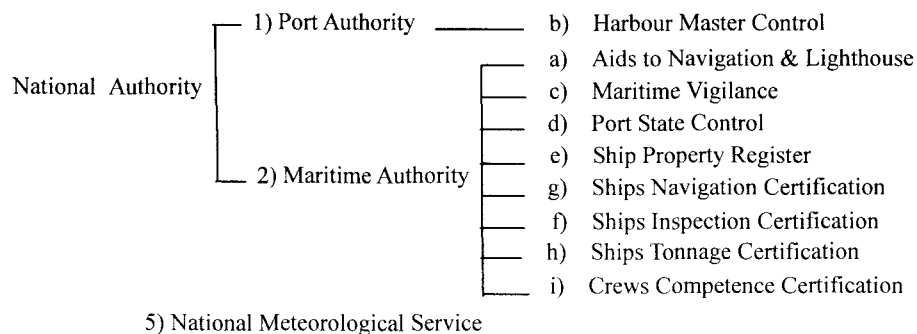 1) Port Authority b) Harbour Master Control
a) Aids to Navigation & Lighthouse
National Authority c) Maritime Vigilance
d) Port State Control
e) Ship Property Register
2) Maritime Authority g) Ships Navigation Certification
f) Ships Inspection Certification
h) Ships Tonnage Certification
i) Crews Competence Certification
5) National Meteorological Service